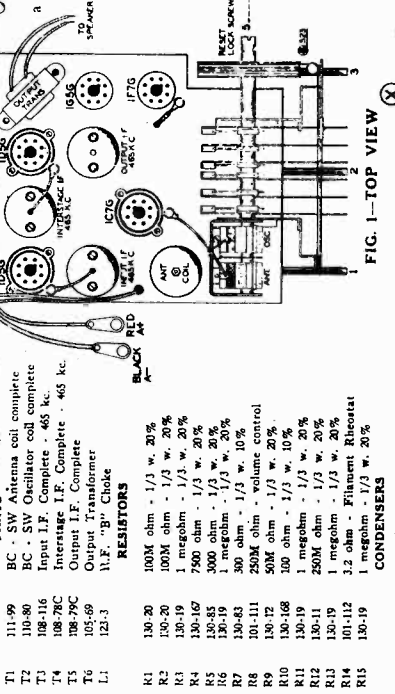 T1 111-99 BC - SW Antenna coil complete
T2 110-80 BC - SW Oscillator coil complete
T3 108-116 Input I.F. Complete - 465 kc.
T4 108-78C Interstage I.F. Complete - 465 kc.
T5 108-79C Output I.F. Complete
T6 105-69 Output Transformer
L1 123-3 H.F. "B" Choke
RESISTORS
R1 130-20 100M ohm - 1/3 w. 20%
R2 130-20 100M ohm - 1/3 w. 20%
R3 130-19 1 megohm - 1/3 w. 20%
R4 130-167 7500 ohm - 1/3 w. 20%
R5 130-85 3000 ohm - 1/3 w. 20%
R6 130-19 1 megohm - 1/3 w. 20%
R7 130-83 300 ohm - 1/3 w. 10%
R8 101-111 250M ohm - volume control
R9 130-12 50M ohm - 1/3 w. 20%
R10 130-168 100 ohm - 1/3 w. 10%
R11 130-19 1 megohm - 1/3 w. 20%
R12 130-11 250M ohm - 1/3 w. 20%
R13 130-19 1 megohm - 1/3 w. 20%
R14 101-112 3.2 ohm - Filament Rheostat
R15 130-19 1 megohm - 1/3 w. 20%
CONDENSERS
a
TO SPEAKER
OUTPUT TRANS
1D5G
1G5G
1F7G
INTERSTAGE IF
465 KC
OUTPUT I.F
465 KC
1D5G
INPUT I.F
465 KC
1C7G
ANT
COIL
BLACK
A-
RED
A+
RESET
LOCK SCREW
5
ANT
OSC
1
2
3
FIG. 1—TOP VIEW
X